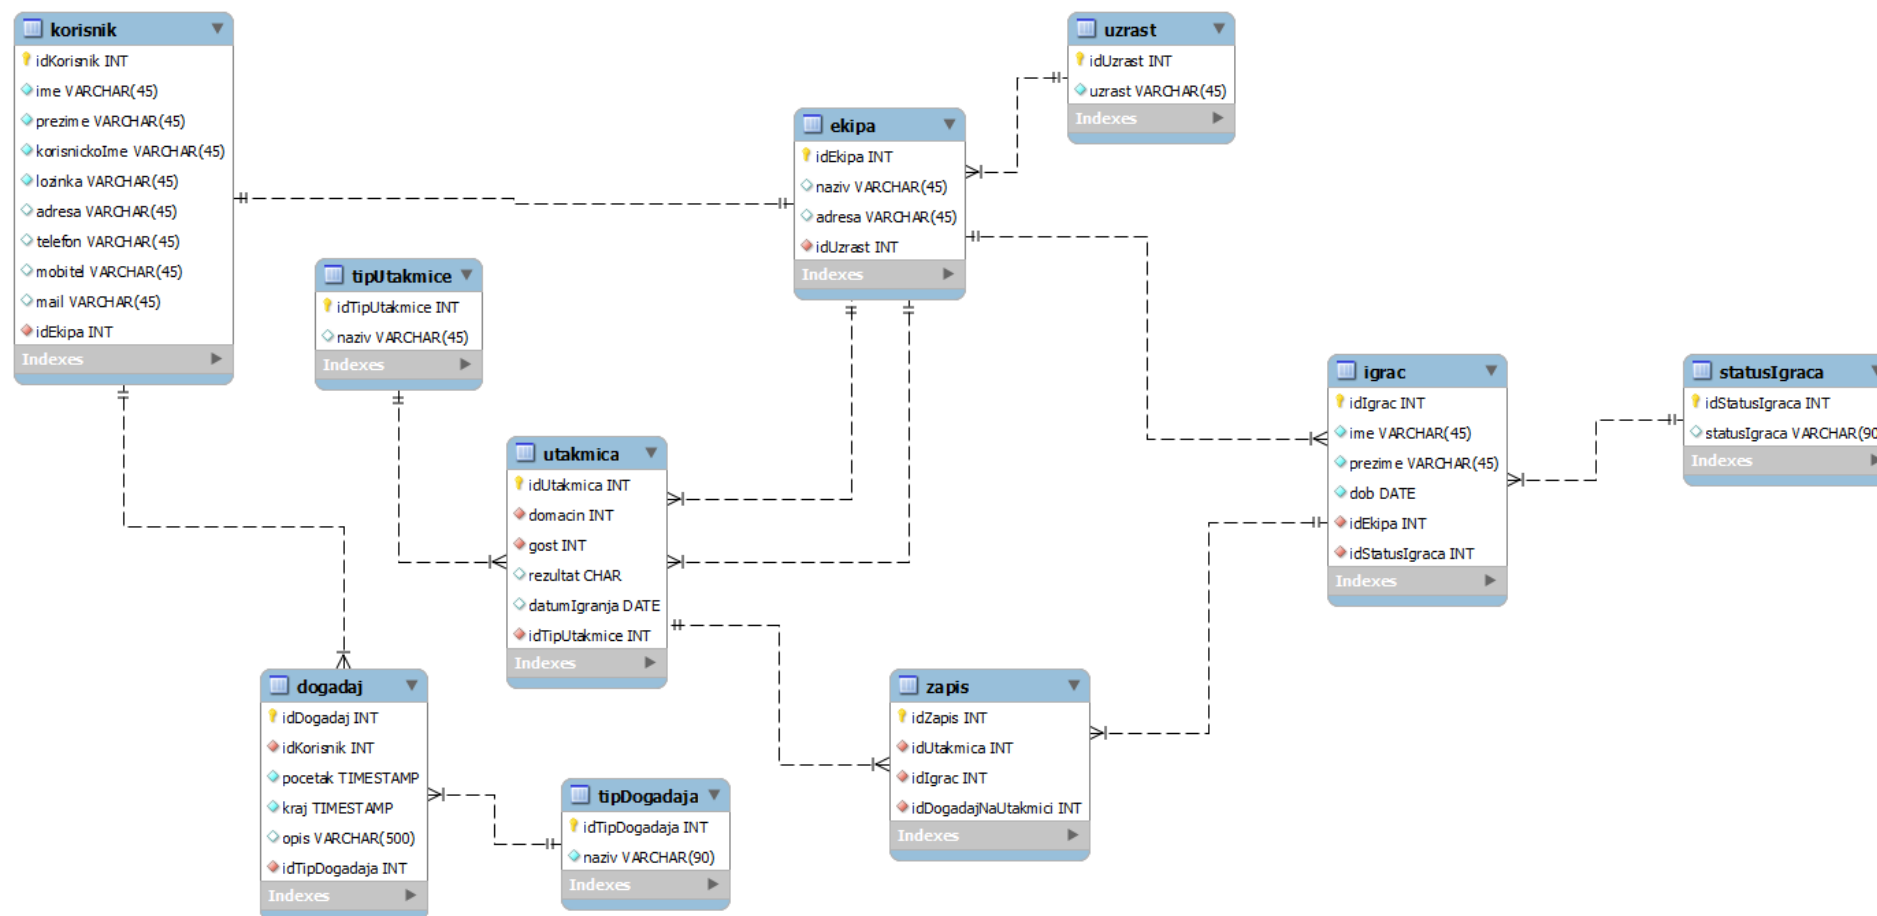 korisnik
idKorisnik INT
ime VARCHAR(45)
prezime VARCHAR(45)
korisnickoIme VARCHAR(45)
lozinka VARCHAR(45)
adresa VARCHAR(45)
telefon VARCHAR(45)
mobitel VARCHAR(45)
mail VARCHAR(45)
idEkipa INT
Indexes
uzrast
idUzrast INT
uzrast VARCHAR(45)
Indexes
ekipa
idEkipa INT
naziv VARCHAR(45)
adresa VARCHAR(45)
idUzrast INT
Indexes
tipUtakmice
idTipUtakmice INT
naziv VARCHAR(45)
Indexes
igrac
idIgrac INT
ime VARCHAR(45)
prezime VARCHAR(45)
dob DATE
idEkipa INT
idStatusIgraca INT
Indexes
statusIgraca
idStatusIgraca INT
statusIgraca VARCHAR(90
Indexes
utakmica
idUtakmica INT
domacin INT
gost INT
rezultat CHAR
datumIgranja DATE
idTipUtakmice INT
Indexes
dogadaj
idDogadaj INT
idKorisnik INT
pocetak TIMESTAMP
kraj TIMESTAMP
opis VARCHAR(500)
idTipDogadaja INT
Indexes
tipDogadaja
idTipDogadaja INT
naziv VARCHAR(90)
Indexes
zapis
idZapis INT
idUtakmica INT
idIgrac INT
idDogadajNaUtakmici INT
Indexes